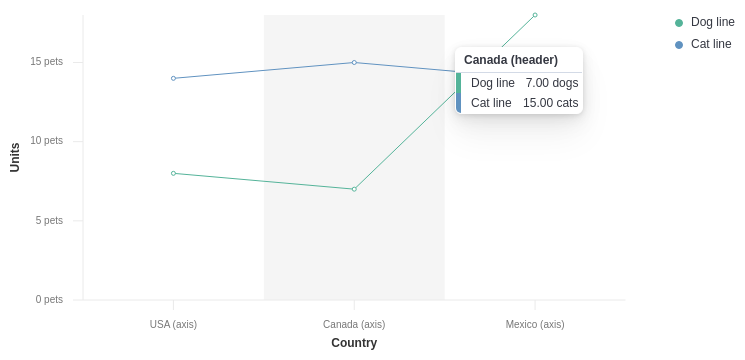 Dog line
Cat line
15 pets
10 pets
5 pets
0 pets
Units
Canada (header)
Dog line 7.00 dogs
Cat line 15.00 cats
USA (axis)
Canada (axis)
Mexico (axis)
Country